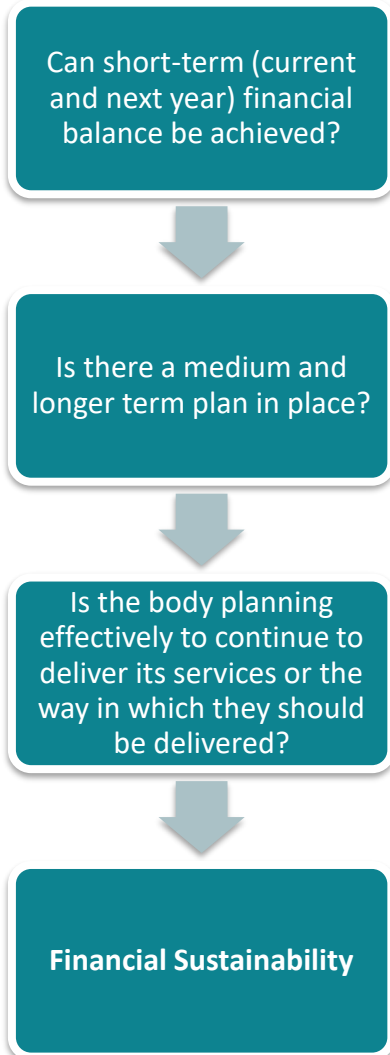 Can short-term (current
and next year) financial
balance be achieved?
Is there a medium and
longer term plan in place?
Is the body planning
effectively to continue to
deliver its services or the
way in which they should
be delivered?
Financial Sustainability